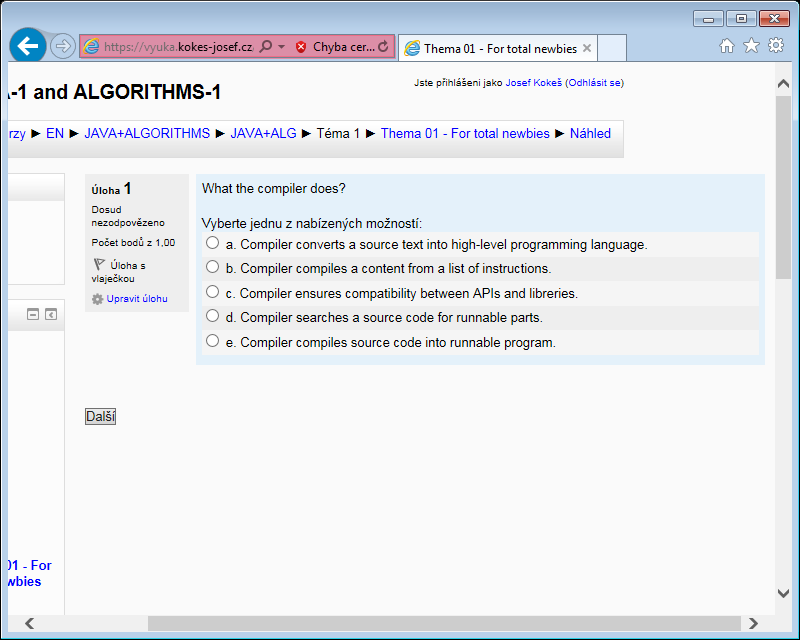 https://vyuka.kokes-josef.cz
Chyba cer...
Thema 01 - For total newbies
Jste přihlášeni jako Josef Kokeš (Odhlásit se)
-1 and ALGORITHMS-1
rzy ► EN ► JAVA+ALGORITHMS ► JAVA+ALG ► Téma 1 ► Thema 01 - For total newbies ► Náhled
Úloha 1
Dosud
nezodpovězeno
Počet bodů z 1,00
Úloha s
vlaječkou
Upravit úlohu
What the compiler does?
Vyberte jednu z nabízených možností:
a. Compiler converts a source text into high-level programming language.
b. Compiler compiles a content from a list of instructions.
c. Compiler ensures compatibility between APIs and libreries.
d. Compiler searches a source code for runnable parts.
e. Compiler compiles source code into runnable program.
Další
01 - For
wbies